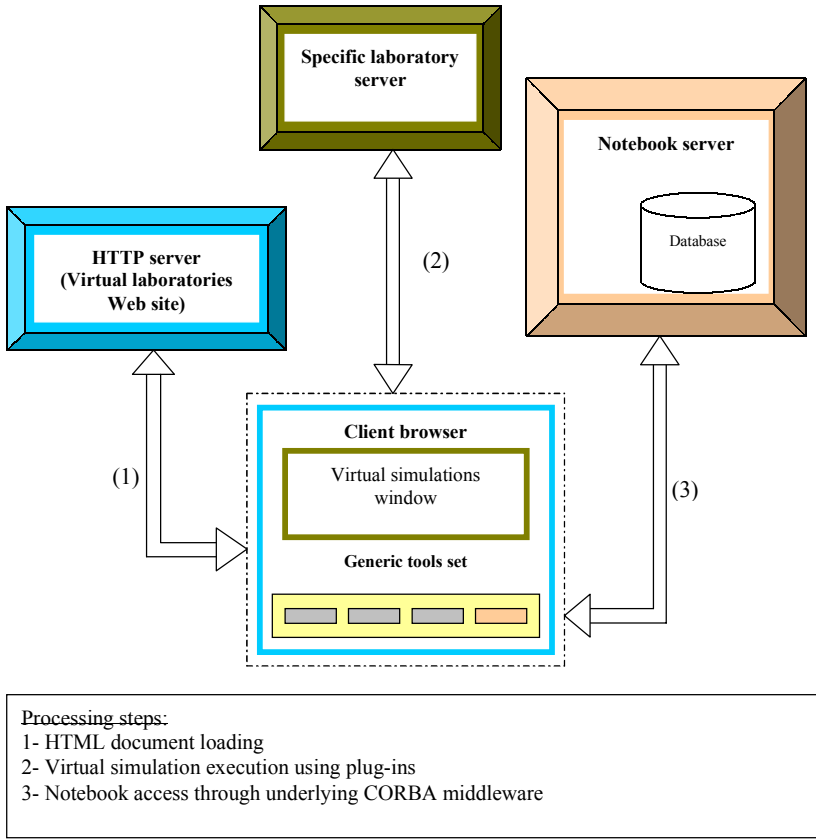 Specific laboratory
server
Notebook server
Database
HTTP server
(Virtual laboratories
Web site)
(2)
(1)
(3)
Client browser
Virtual simulations
window
Generic tools set
Processing steps:
1- HTML document loading
2- Virtual simulation execution using plug-ins
3- Notebook access through underlying CORBA middleware